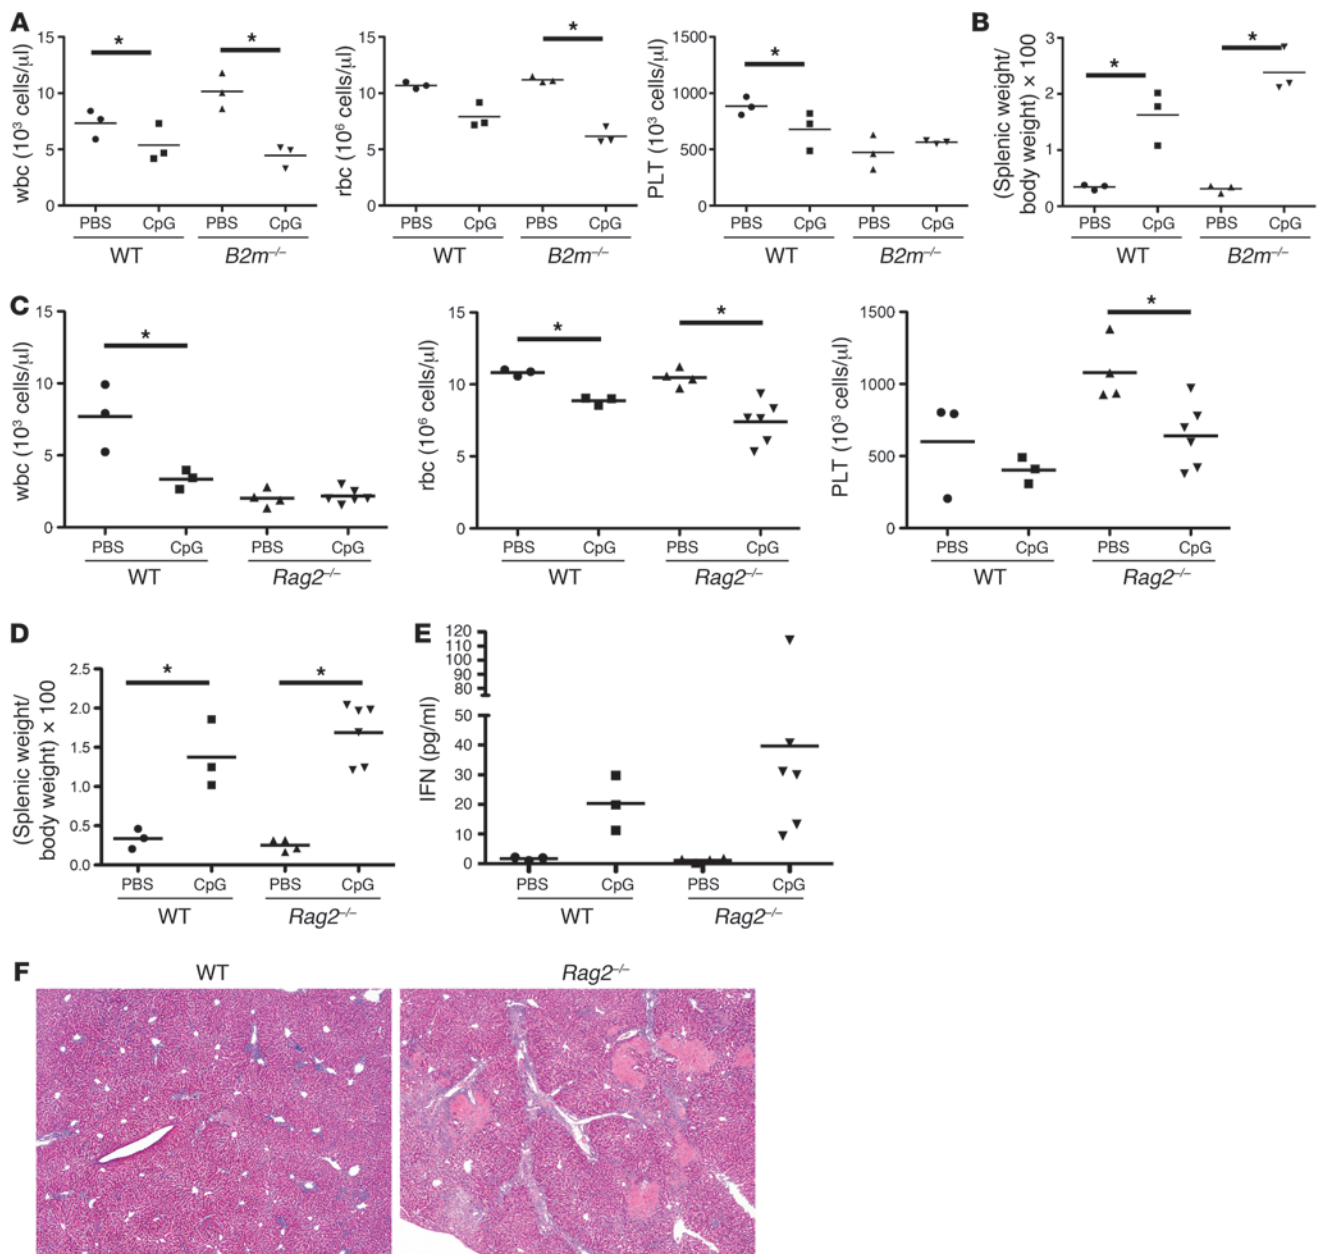 A
wbc (10³ cells/µl)
15
10
5
0
*
*
PBS
CpG
PBS
CpG
WT
B2m⁻/⁻
rbc (10⁶ cells/µl)
15
10
5
0
*
PBS
CpG
PBS
CpG
WT
B2m⁻/⁻
PLT (10³ cells/µl)
1500
1000
500
0
*
PBS
CpG
PBS
CpG
WT
B2m⁻/⁻
B
(Splenic weight/
body weight) × 100
3
2
1
0
*
*
PBS
CpG
PBS
CpG
WT
B2m⁻/⁻
C
wbc (10³ cells/µl)
15
10
5
0
*
PBS
CpG
PBS
CpG
WT
Rag2⁻/⁻
rbc (10⁶ cells/µl)
15
10
5
0
*
*
PBS
CpG
PBS
CpG
WT
Rag2⁻/⁻
PLT (10³ cells/µl)
1500
1000
500
0
*
PBS
CpG
PBS
CpG
WT
Rag2⁻/⁻
D
(Splenic weight/
body weight) × 100
2.5
2.0
1.5
1.0
0.5
0.0
*
*
PBS
CpG
PBS
CpG
WT
Rag2⁻/⁻
E
IFN (pg/ml)
120
110
100
90
80
50
40
30
20
10
0
PBS
CpG
PBS
CpG
WT
Rag2⁻/⁻
F
WT
Rag2⁻/⁻